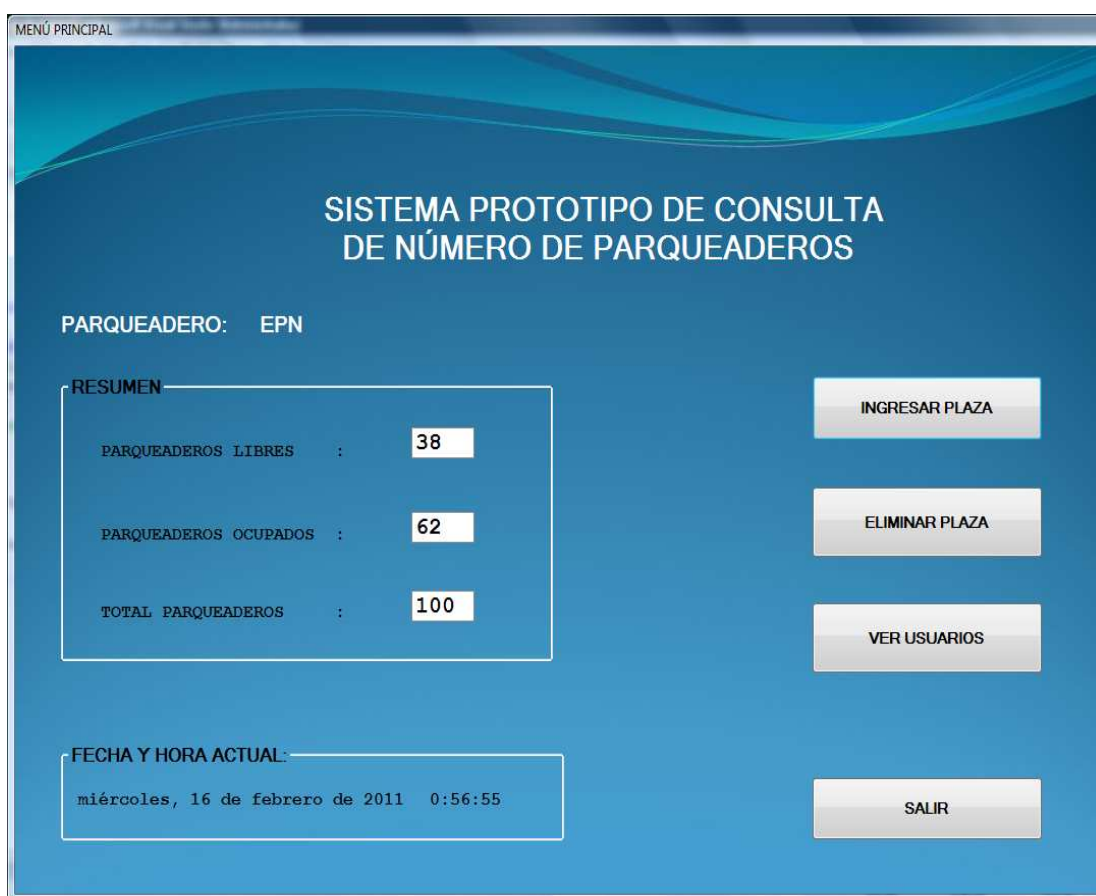 MENÚ PRINCIPAL
SISTEMA PROTOTIPO DE CONSULTA
DE NÚMERO DE PARQUEADEROS
PARQUEADERO: EPN
RESUMEN
PARQUEADEROS LIBRES : 38
PARQUEADEROS OCUPADOS : 62
TOTAL PARQUEADEROS : 100
INGRESAR PLAZA
ELIMINAR PLAZA
VER USUARIOS
FECHA Y HORA ACTUAL:
miércoles, 16 de febrero de 2011 0:56:55
SALIR